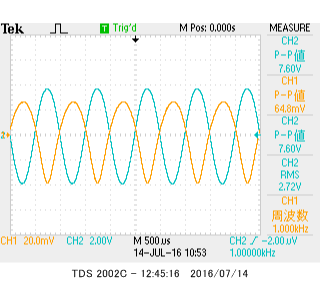 Tek Trig'd M Pos: 0.000s MEASURE
CH2
P-P値
7.60V
CH1
P-P値
64.8mV
CH2
P-P値
7.60V
CH2
RMS
2.72V
CH1
周波数
1.000kHz
2
CH1 20.0mV CH2 2.00V M 500us CH2 -2.00uV
14-JUL-16 10:53 1.00000kHz
TDS 2002C - 12:45:16 2016/07/14